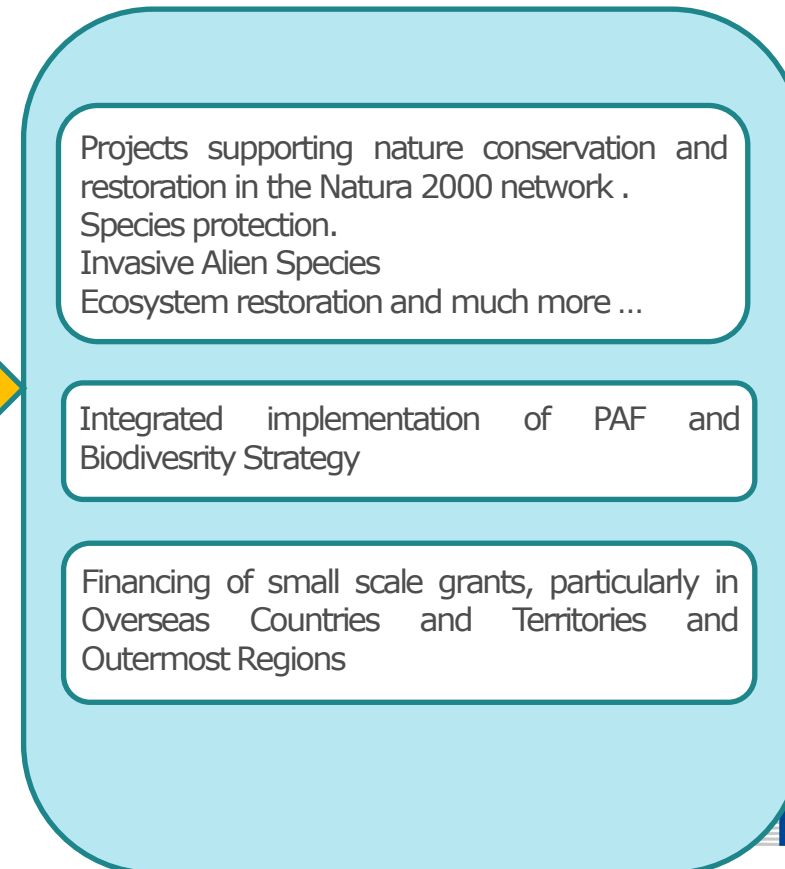 Projects supporting nature conservation and
restoration in the Natura 2000 network .
Species protection.
Invasive Alien Species
Ecosystem restoration and much more ...
Integrated implementation of PAF and
Biodivesrity Strategy
Financing of small scale grants, particularly in
Overseas Countries and Territories and
Outermost Regions